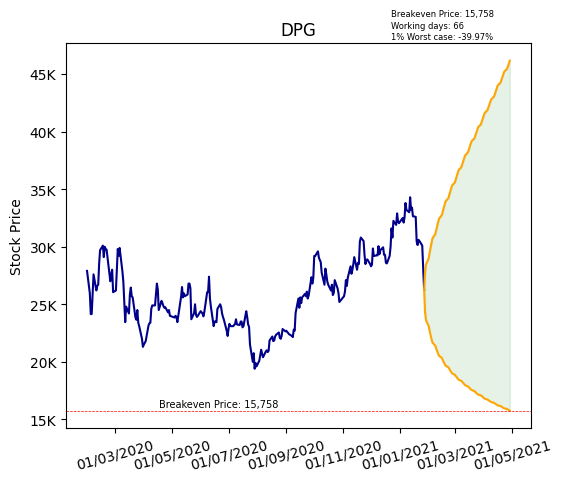 Breakeven Price: 15,758
Working days: 66
1% Worst case: -39.97%
DPG
Stock Price
45K
40K
35K
30K
25K
20K
15K
Breakeven Price: 15,758
01/03/2020 01/05/2020 01/07/2020 01/09/2020 01/11/2020 01/01/2021 01/03/2021 01/05/2021